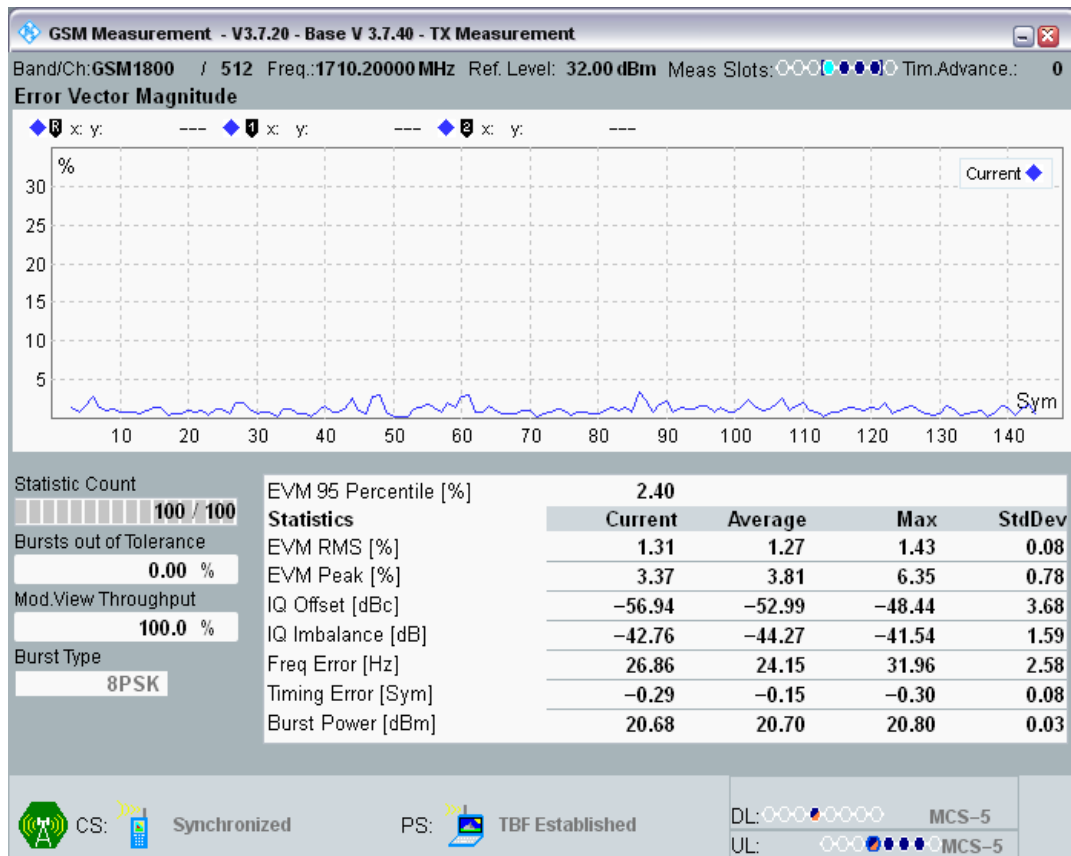 GSM Measurement - V3.7.20 - Base V 3.7.40 - TX Measurement
Band/Ch:GSM1800 / 512 Freq.:1710.20000 MHz Ref. Level: 32.00 dBm Meas Slots: Tim.Advance.: 0
Error Vector Magnitude
R x: y: --- 1 x: y: --- 2 x: y: ---
%
Current
30
25
20
15
10
5
Sym
10 20 30 40 50 60 70 80 90 100 110 120 130 140
Statistic Count
100 / 100
Bursts out of Tolerance
0.00 %
Mod.View Throughput
100.0 %
Burst Type
8PSK
EVM 95 Percentile [%] 2.40
Statistics Current Average Max StdDev
EVM RMS [%] 1.31 1.27 1.43 0.08
EVM Peak [%] 3.37 3.81 6.35 0.78
IQ Offset [dBc] −56.94 −52.99 −48.44 3.68
IQ Imbalance [dB] −42.76 −44.27 −41.54 1.59
Freq Error [Hz] 26.86 24.15 31.96 2.58
Timing Error [Sym] −0.29 −0.15 −0.30 0.08
Burst Power [dBm] 20.68 20.70 20.80 0.03
CS: Synchronized PS: TBF Established
DL: MCS−5
UL: MCS−5